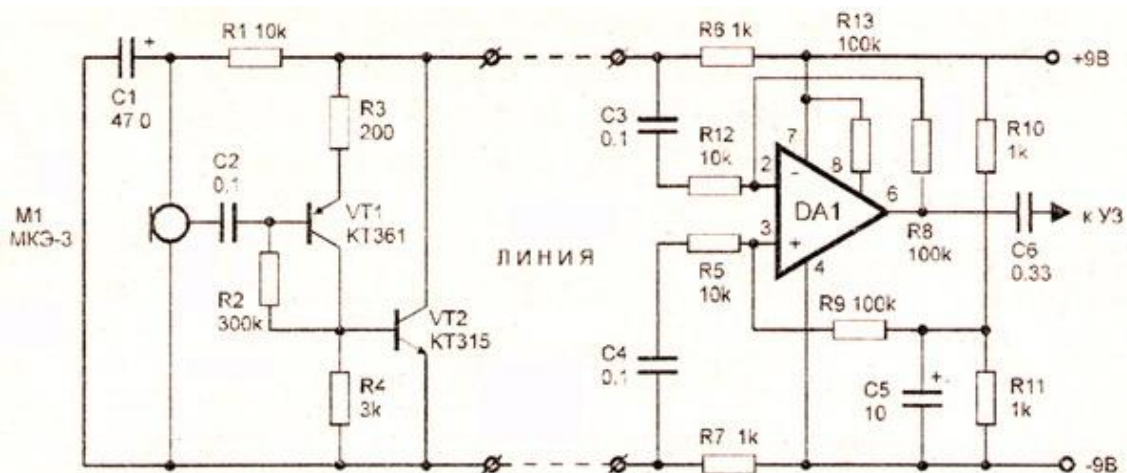 R1 10k
R6 1k
R13
100k
+9В
C1
47.0
R3
200
C3
0.1
R12
10k
7
8
2
-
R10
1k
C2
0,1
М1
МКЭ-3
VT1
КТ361
DA1
6
3
+
4
R8
100k
C6
0.33
к УЗ
ЛИНИЯ
R5
10k
R2
300k
VT2
КТ315
R9 100k
R4
3k
C4
0.1
C5
10
+
R11
1k
R7 1k
-9В